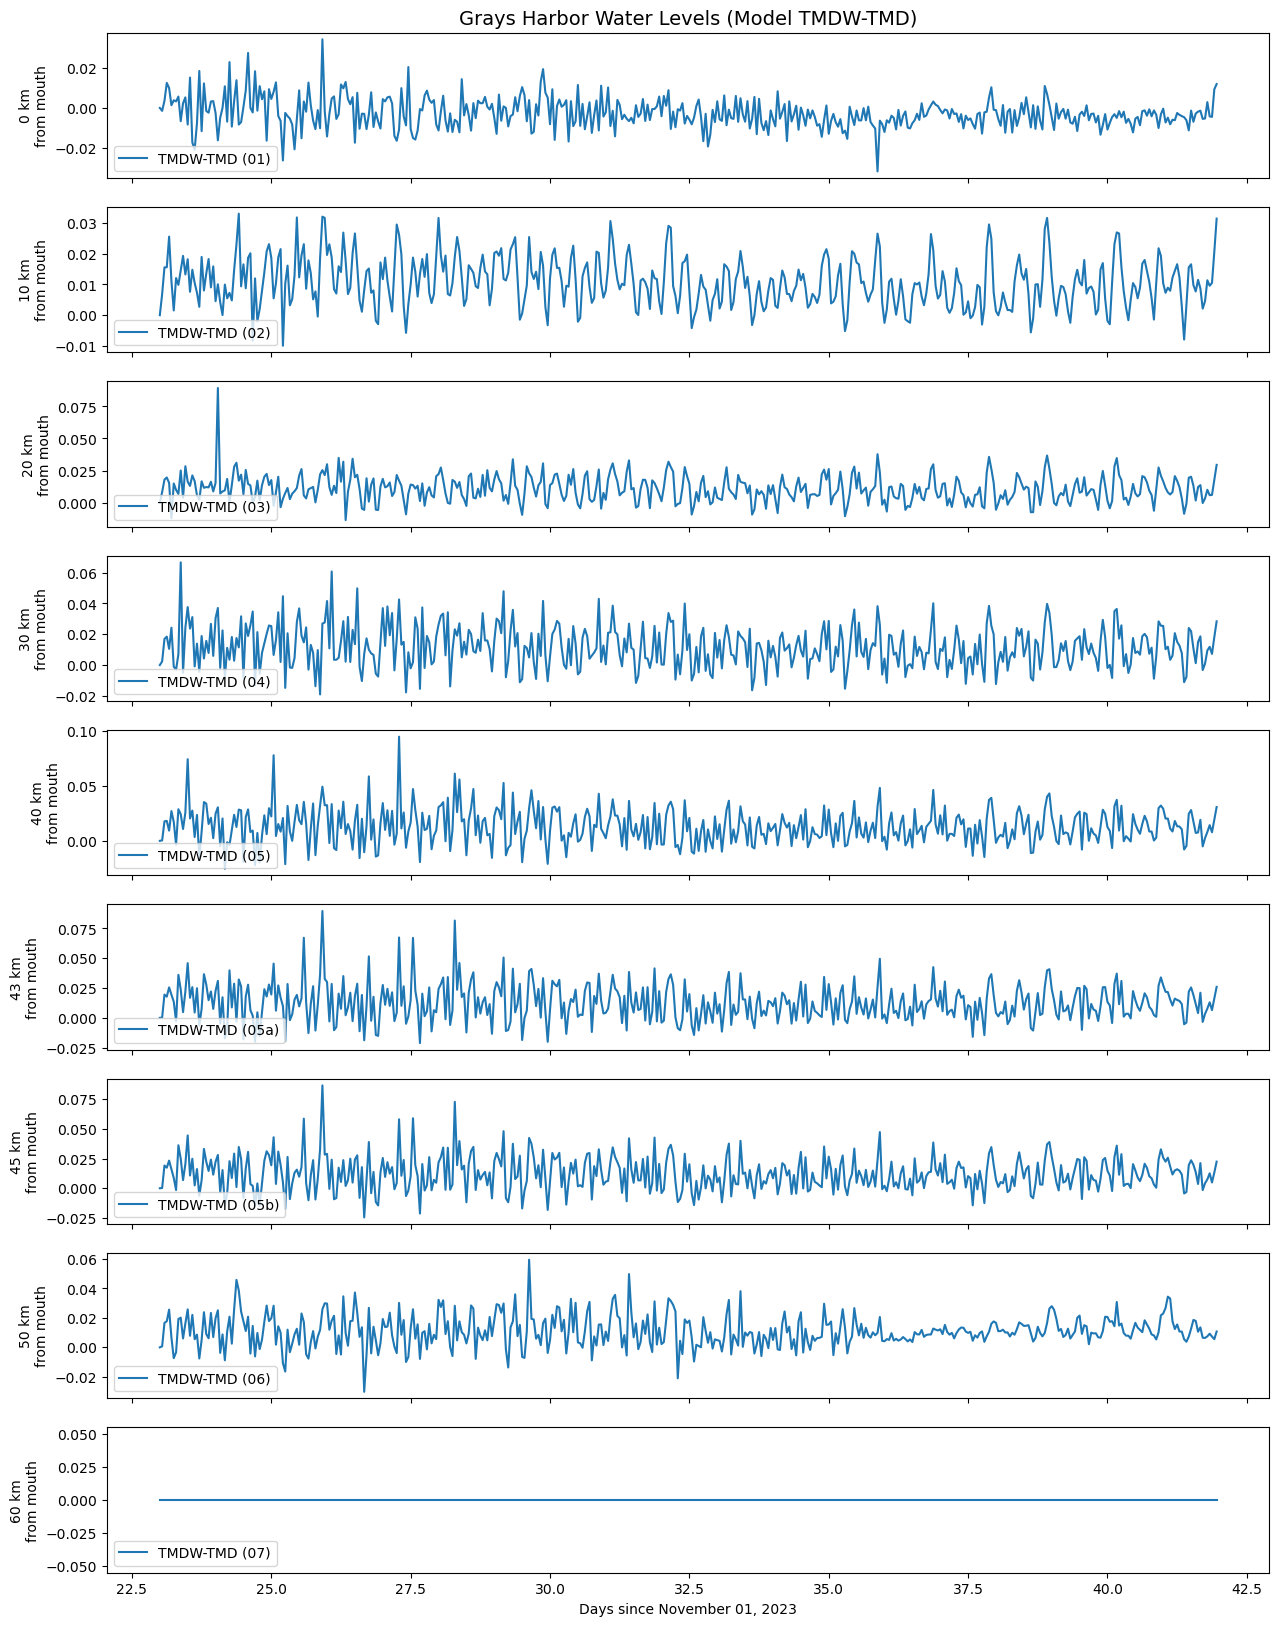 Grays Harbor Water Levels (Model TMDW-TMD)
0 km
from mouth
0.02
0.00
−0.02
TMDW-TMD (01)
10 km
from mouth
0.03
0.02
0.01
0.00
−0.01
TMDW-TMD (02)
20 km
from mouth
0.075
0.050
0.025
0.000
TMDW-TMD (03)
30 km
from mouth
0.06
0.04
0.02
0.00
−0.02
TMDW-TMD (04)
40 km
from mouth
0.10
0.05
0.00
TMDW-TMD (05)
43 km
from mouth
0.075
0.050
0.025
0.000
−0.025
TMDW-TMD (05a)
45 km
from mouth
0.075
0.050
0.025
0.000
−0.025
TMDW-TMD (05b)
50 km
from mouth
0.06
0.04
0.02
0.00
−0.02
TMDW-TMD (06)
60 km
from mouth
0.050
0.025
0.000
−0.025
−0.050
TMDW-TMD (07)
22.5 25.0 27.5 30.0 32.5 35.0 37.5 40.0 42.5
Days since November 01, 2023